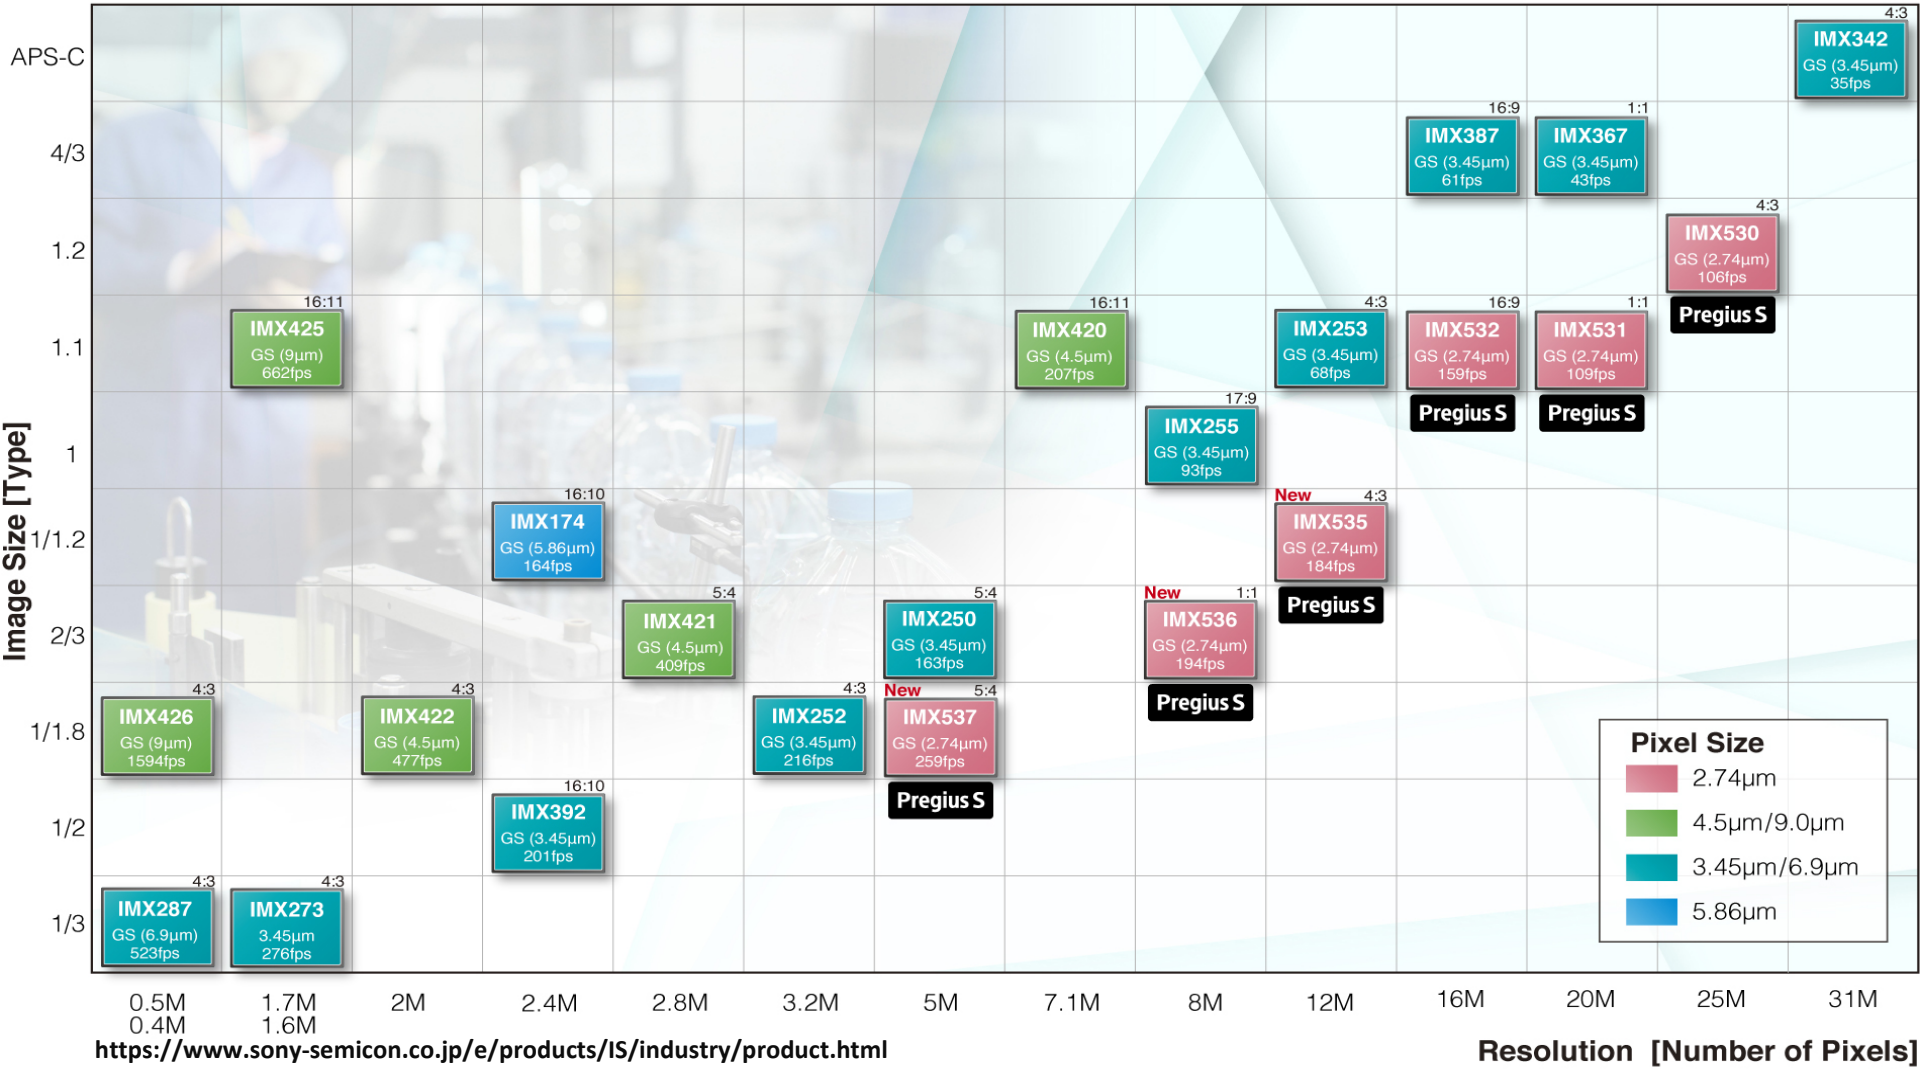 4:3
APS-C
IMX342
GS (3.45µm)
35fps
16:9
1:1
4/3
IMX387
GS (3.45µm)
61fps
IMX367
GS (3.45µm)
43fps
4:3
1.2
IMX530
GS (2.74µm)
106fps
Pregius S
16:11
16:11
4:3
16:9
1:1
1.1
IMX425
GS (9µm)
662fps
IMX420
GS (4.5µm)
207fps
IMX253
GS (3.45µm)
68fps
IMX532
GS (2.74µm)
159fps
Pregius S
IMX531
GS (2.74µm)
109fps
Pregius S
17:9
1
IMX255
GS (3.45µm)
93fps
Image Size [Type]
16:10
New 4:3
1/1.2
IMX174
GS (5.86µm)
164fps
IMX535
GS (2.74µm)
184fps
Pregius S
5:4
5:4
New 1:1
2/3
IMX421
GS (4.5µm)
409fps
IMX250
GS (3.45µm)
163fps
IMX536
GS (2.74µm)
194fps
Pregius S
4:3
4:3
4:3
New 5:4
1/1.8
IMX426
GS (9µm)
1594fps
IMX422
GS (4.5µm)
477fps
IMX252
GS (3.45µm)
216fps
IMX537
GS (2.74µm)
259fps
Pregius S
16:10
1/2
IMX392
GS (3.45µm)
201fps
4:3
4:3
1/3
IMX287
GS (6.9µm)
523fps
IMX273
3.45µm
276fps
Pixel Size
2.74µm
4.5µm/9.0µm
3.45µm/6.9µm
5.86µm
0.5M
0.4M
1.7M
1.6M
2M
2.4M
2.8M
3.2M
5M
7.1M
8M
12M
16M
20M
25M
31M
https://www.sony-semicon.co.jp/e/products/IS/industry/product.html
Resolution [Number of Pixels]